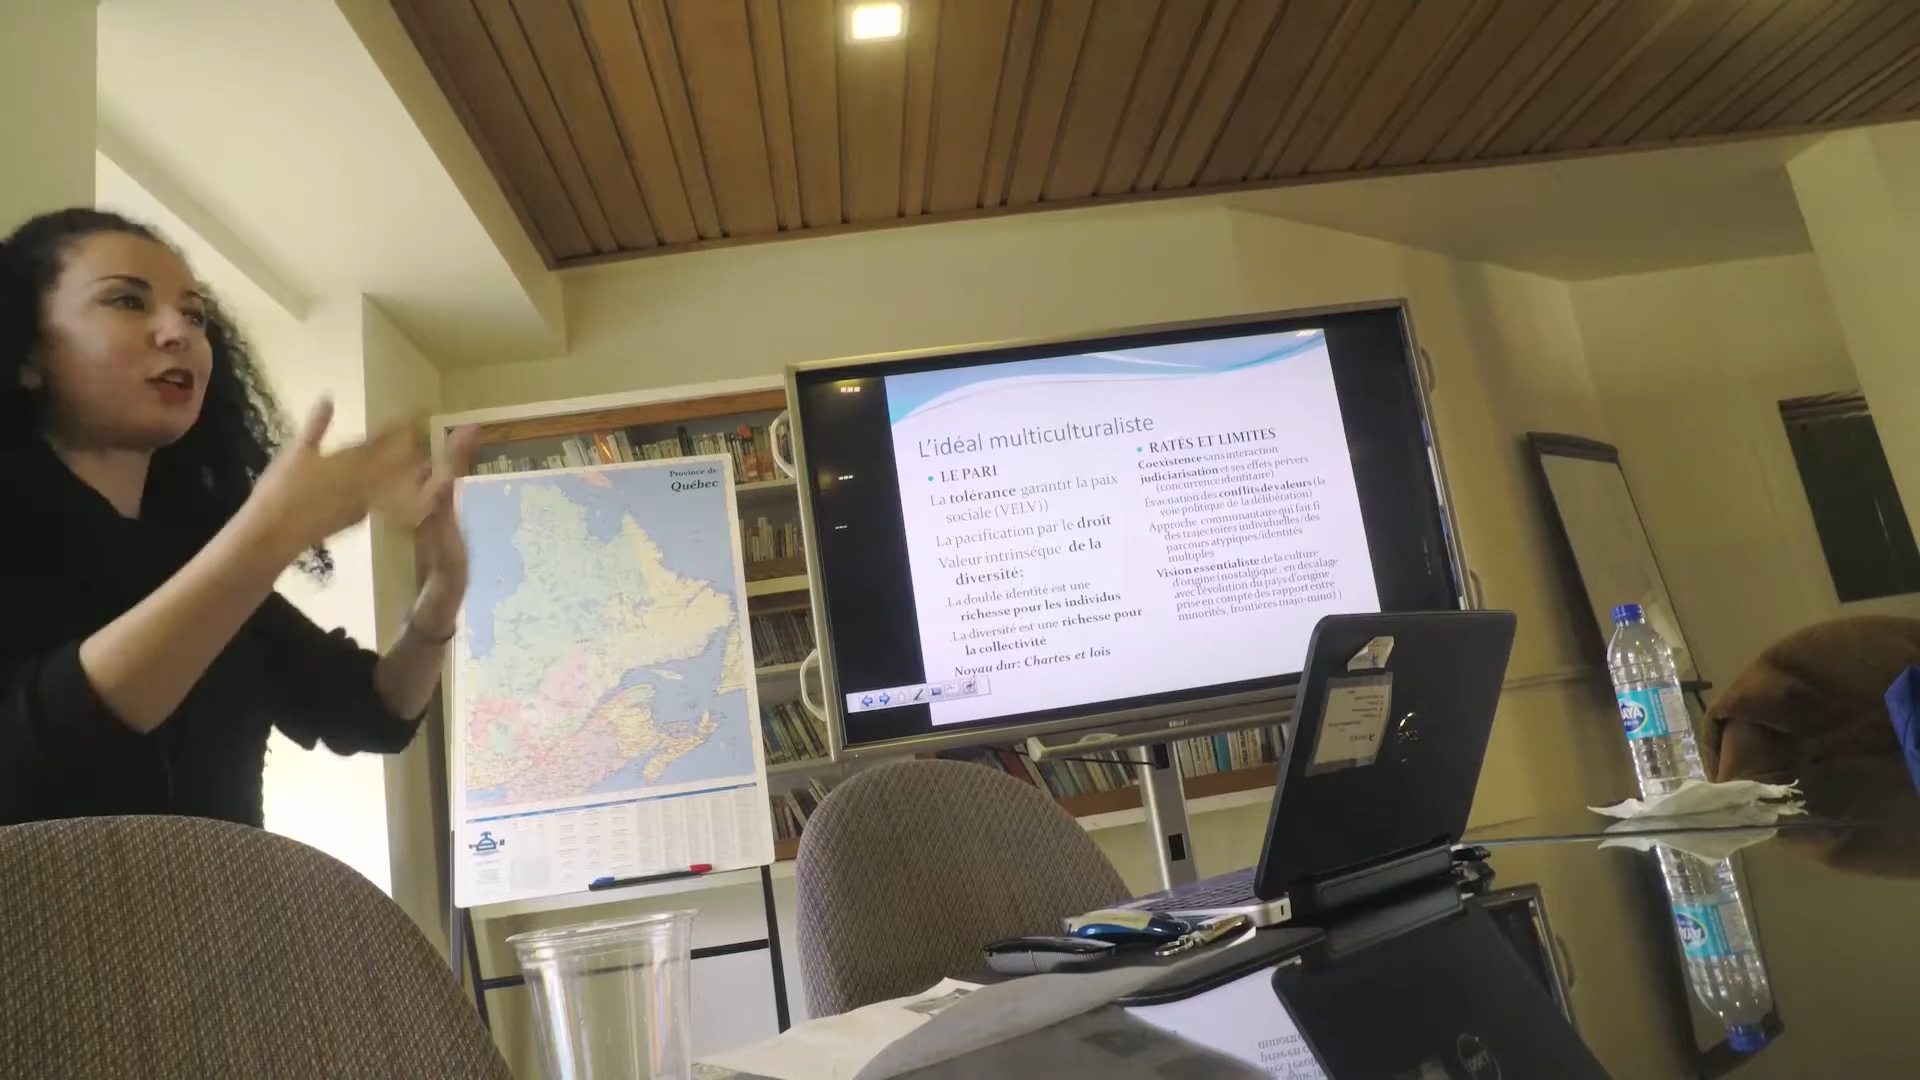 Province de
Québec
L'idéal multiculturaliste
• LE PARI
La tolérance garantit la paix
sociale (VELV))
La pacification par le droit
Valeur intrinséque de la
diversité:
.La double identité est une
richesse pour les individus
.La diversité est une richesse pour
la collectivité
Noyau dur: Chartes et lois
• RATÉS ET LIMITES
Coexistence sans interaction
judiciarisation et ses effets pervers
(concurrence identitaire)
Évacuation des conflits de valeurs (la
voie politique de la délibération)
Approche communautaire qui fait fi
des trajectoires individuelles/des
parcours atypiques/identités
multiples
Vision essentialiste de la culture
d'origine (nostalgique, en décalage
avec l'évolution du pays d'origine,
prise en compte des rapport entre
minorités, frontières majo-mino) )